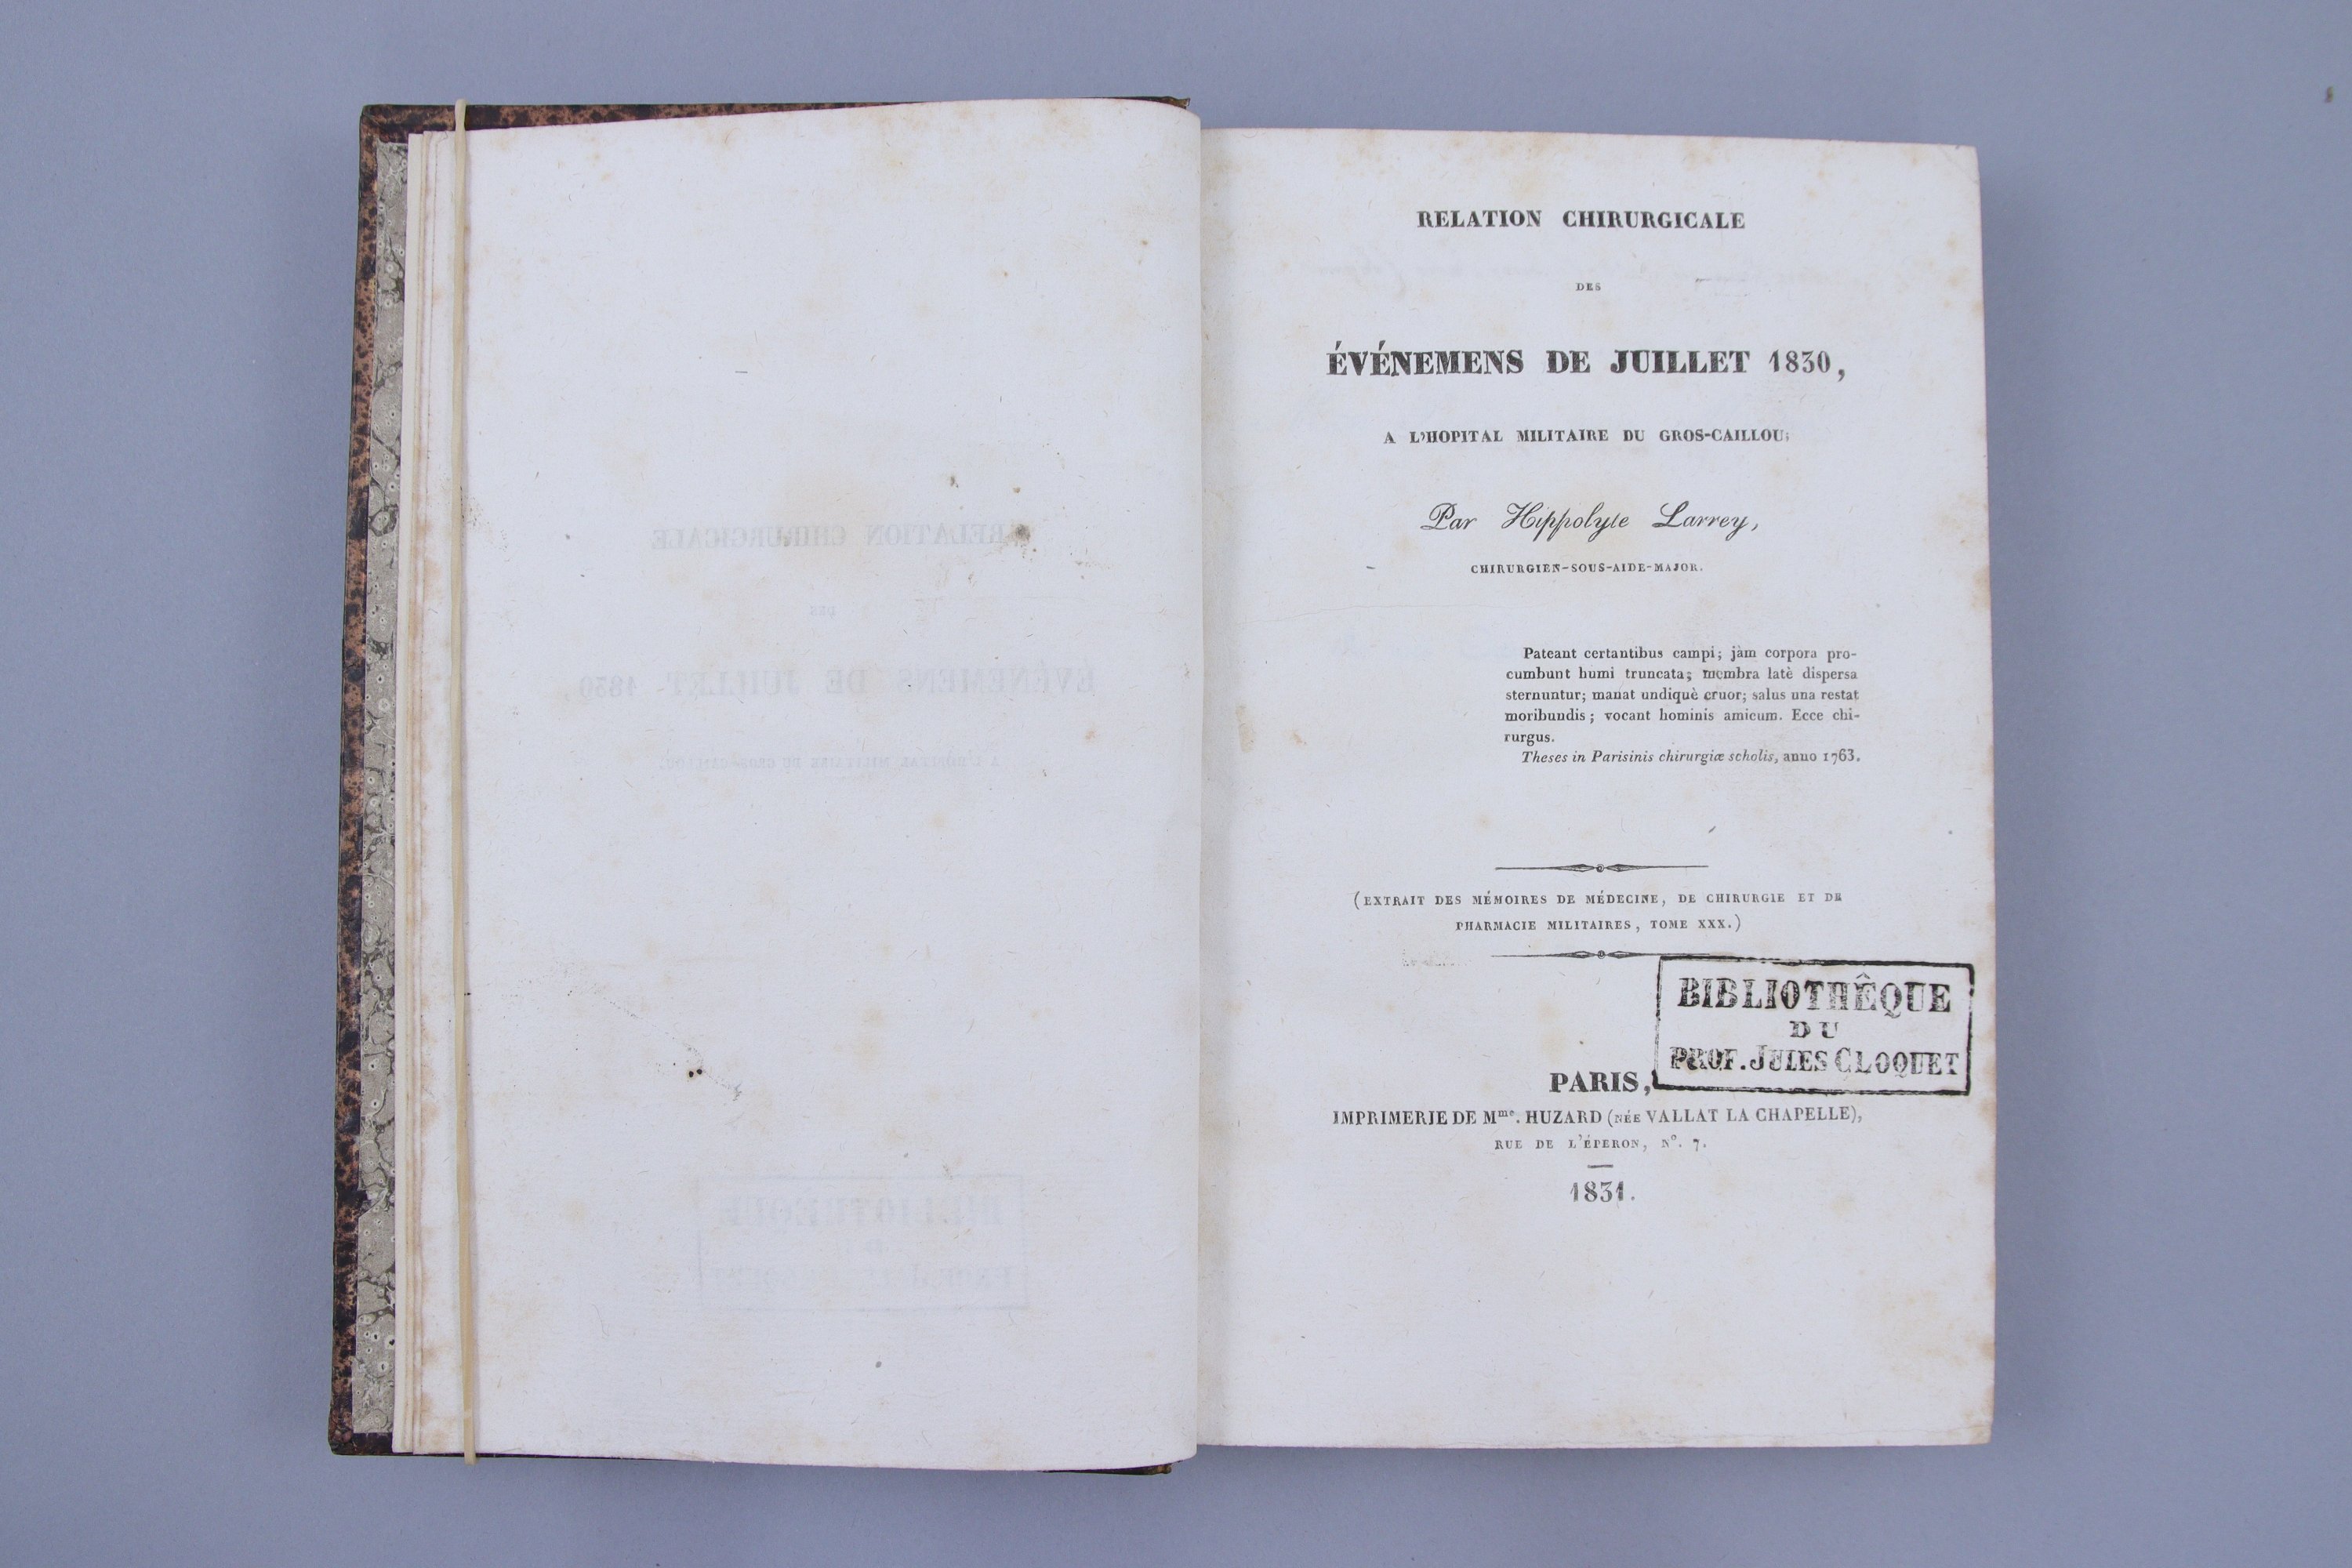 RELATION CHIRURGICALE
DES
ÉVÉNEMENS DE JUILLET 1830,
A L'HOPITAL MILITAIRE DU GROS-CAILLOU;
Par Hippolyte Larrey,
CHIRURGIEN-SOUS-AIDE-MAJOR.
Pateant certantibus campi; jàm corpora pro-
cumbunt humi truncata; membra latè dispersa
sternuntur; manat undiquè cruor; salus una restat
moribundis; vocant hominis amicum. Ecce chi-
rurgus.
Theses in Parisinis chirurgiæ scholis, anno 1763.
(EXTRAIT DES MÉMOIRES DE MÉDECINE, DE CHIRURGIE ET DE
PHARMACIE MILITAIRES, TOME XXX.)
BIBLIOTHÊQUE
DU
PROF. JULES CLOQUET
PARIS,
IMPRIMERIE DE Mme. HUZARD (NÉE VALLAT LA CHAPELLE),
RUE DE L'ÉPERON, N°. 7.
1831.